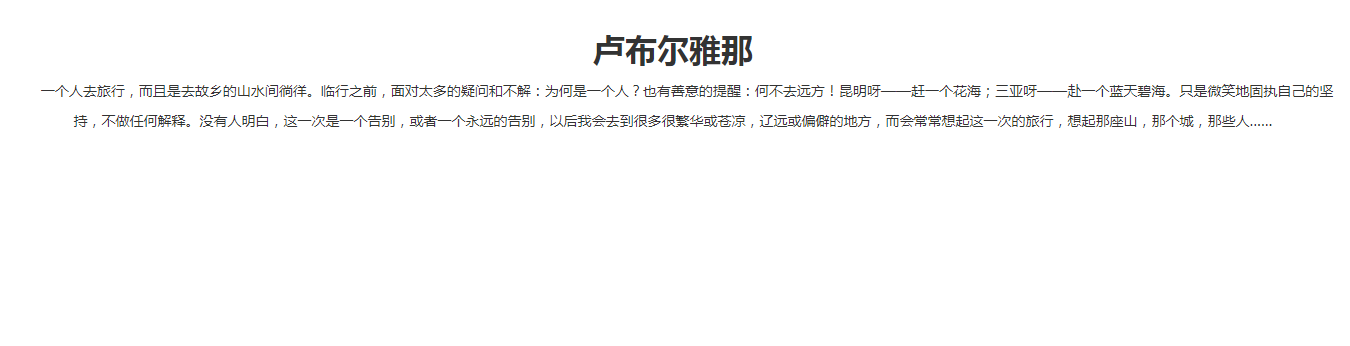 卢布尔雅那
一个人去旅行，而且是去故乡的山水间徜徉。临行之前，面对太多的疑问和不解：为何是一个人？也有善意的提醒：何不去远方！昆明呀——赶一个花海；三亚呀——赴一个蓝天碧海。只是微笑地固执自己的坚
持，不做任何解释。没有人明白，这一次是一个告别，或者一个永远的告别，以后我会去到很多很繁华或苍凉，辽远或偏僻的地方，而会常常想起这一次的旅行，想起那座山，那个城，那些人……